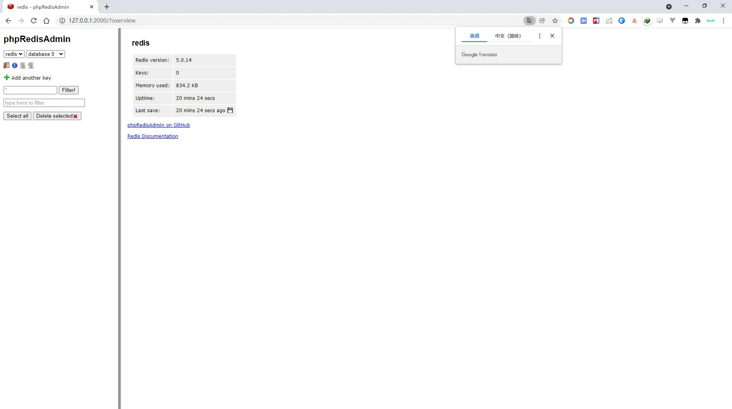 redis - phpRedisAdmin
127.0.0.1:2000/?overview
英语
中文（简体）
Google Translate
phpRedisAdmin
redis
database 0
Add another key
*
Filter!
type here to filter
Select all
Delete selected
redis
Redis version: 5.0.14
Keys: 0
Memory used: 834.2 KB
Uptime: 20 mins 24 secs
Last save: 20 mins 24 secs ago
phpRedisAdmin on GitHub
Redis Documentation